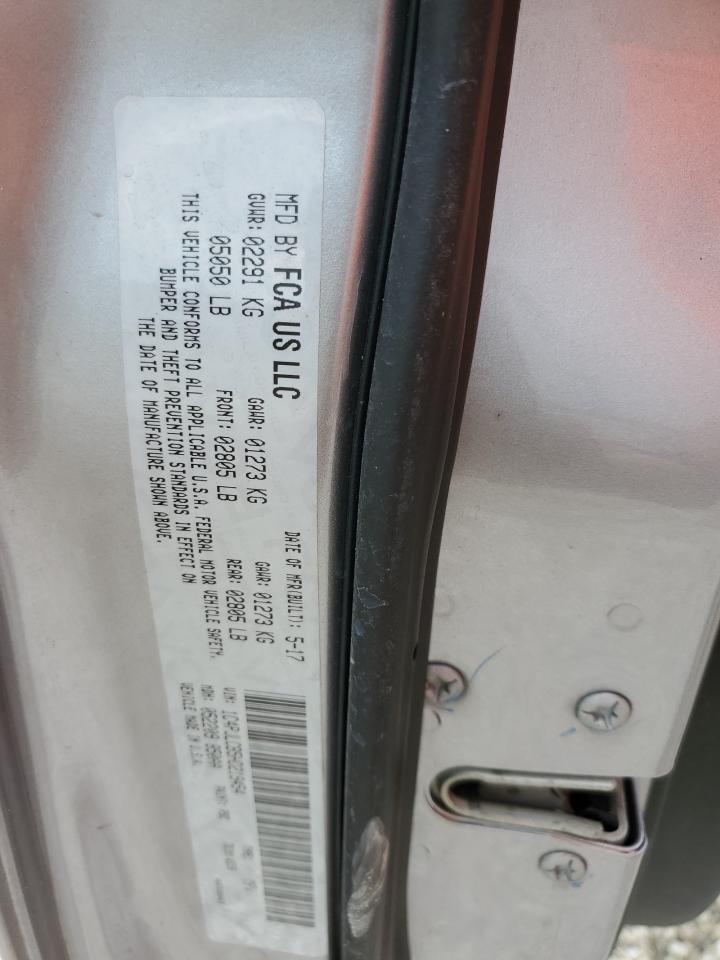 MFD BY FCA US LLC
DATE OF MFR(BUILT): 5-17
GVWR: 02291 KG
GAWR: 01273 KG
GAWR: 01273 KG
05050 LB
FRONT: 02805 LB
REAR: 02805 LB
THIS VEHICLE CONFORMS TO ALL APPLICABLE U.S.A. FEDERAL MOTOR VEHICLE SAFETY,
BUMPER AND THEFT PREVENTION STANDARDS IN EFFECT ON
THE DATE OF MANUFACTURE SHOWN ABOVE.
VIN:
MDH:
VEHICLE MADE IN U.S.A.